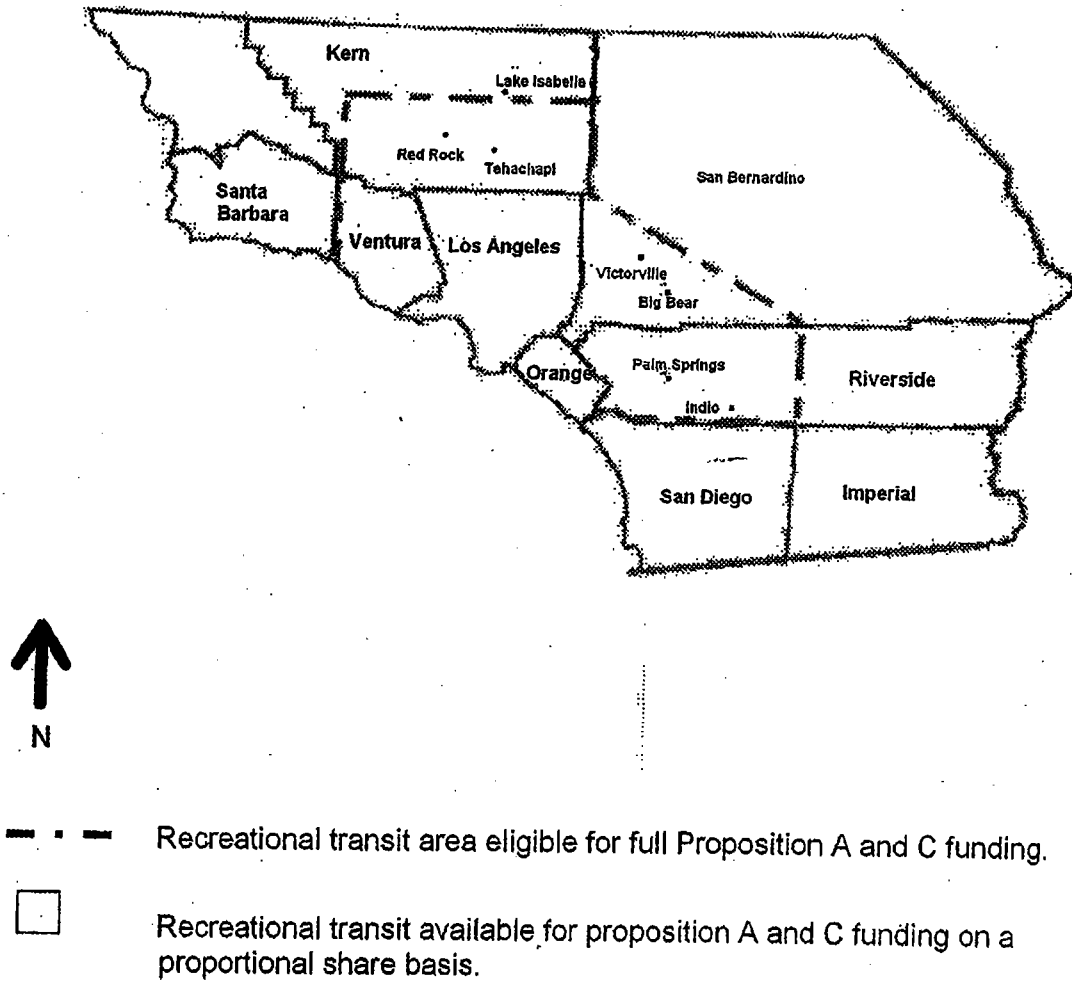 Kern
Lake Isabella
Red Rock
Tehachapi
San Bernardino
Santa
Barbara
Ventura
Los Angeles
Victorville
Big Bear
Orange
Palm Springs
Riverside
Indio
San Diego
Imperial
N
Recreational transit area eligible for full Proposition A and C funding.
Recreational transit available for proposition A and C funding on a
proportional share basis.